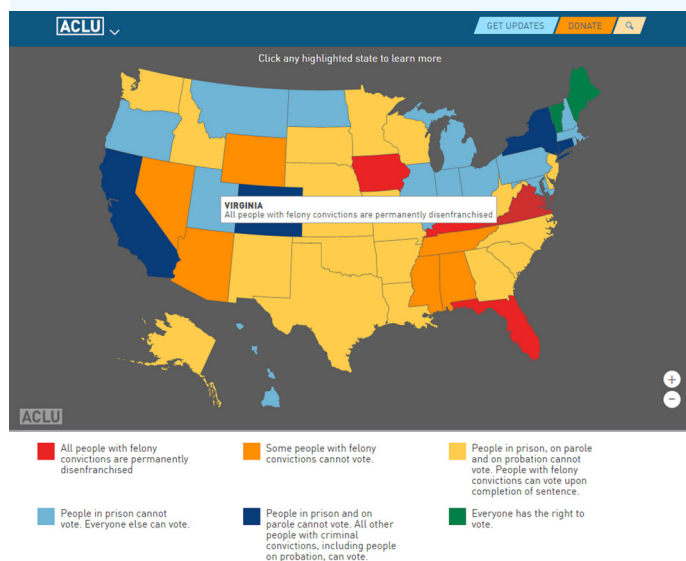 ACLU
GET UPDATES
DONATE
Click any highlighted state to learn more
VIRGINIA
All people with felony convictions are permanently disenfranchised
+
−
ACLU
All people with felony
convictions are permanently
disenfranchised
Some people with felony
convictions cannot vote.
People in prison, on parole
and on probation cannot
vote. People with felony
convictions can vote upon
completion of sentence.
People in prison cannot
vote. Everyone else can vote.
People in prison and on
parole cannot vote. All other
people with criminal
convictions, including people
on probation, can vote.
Everyone has the right to
vote.